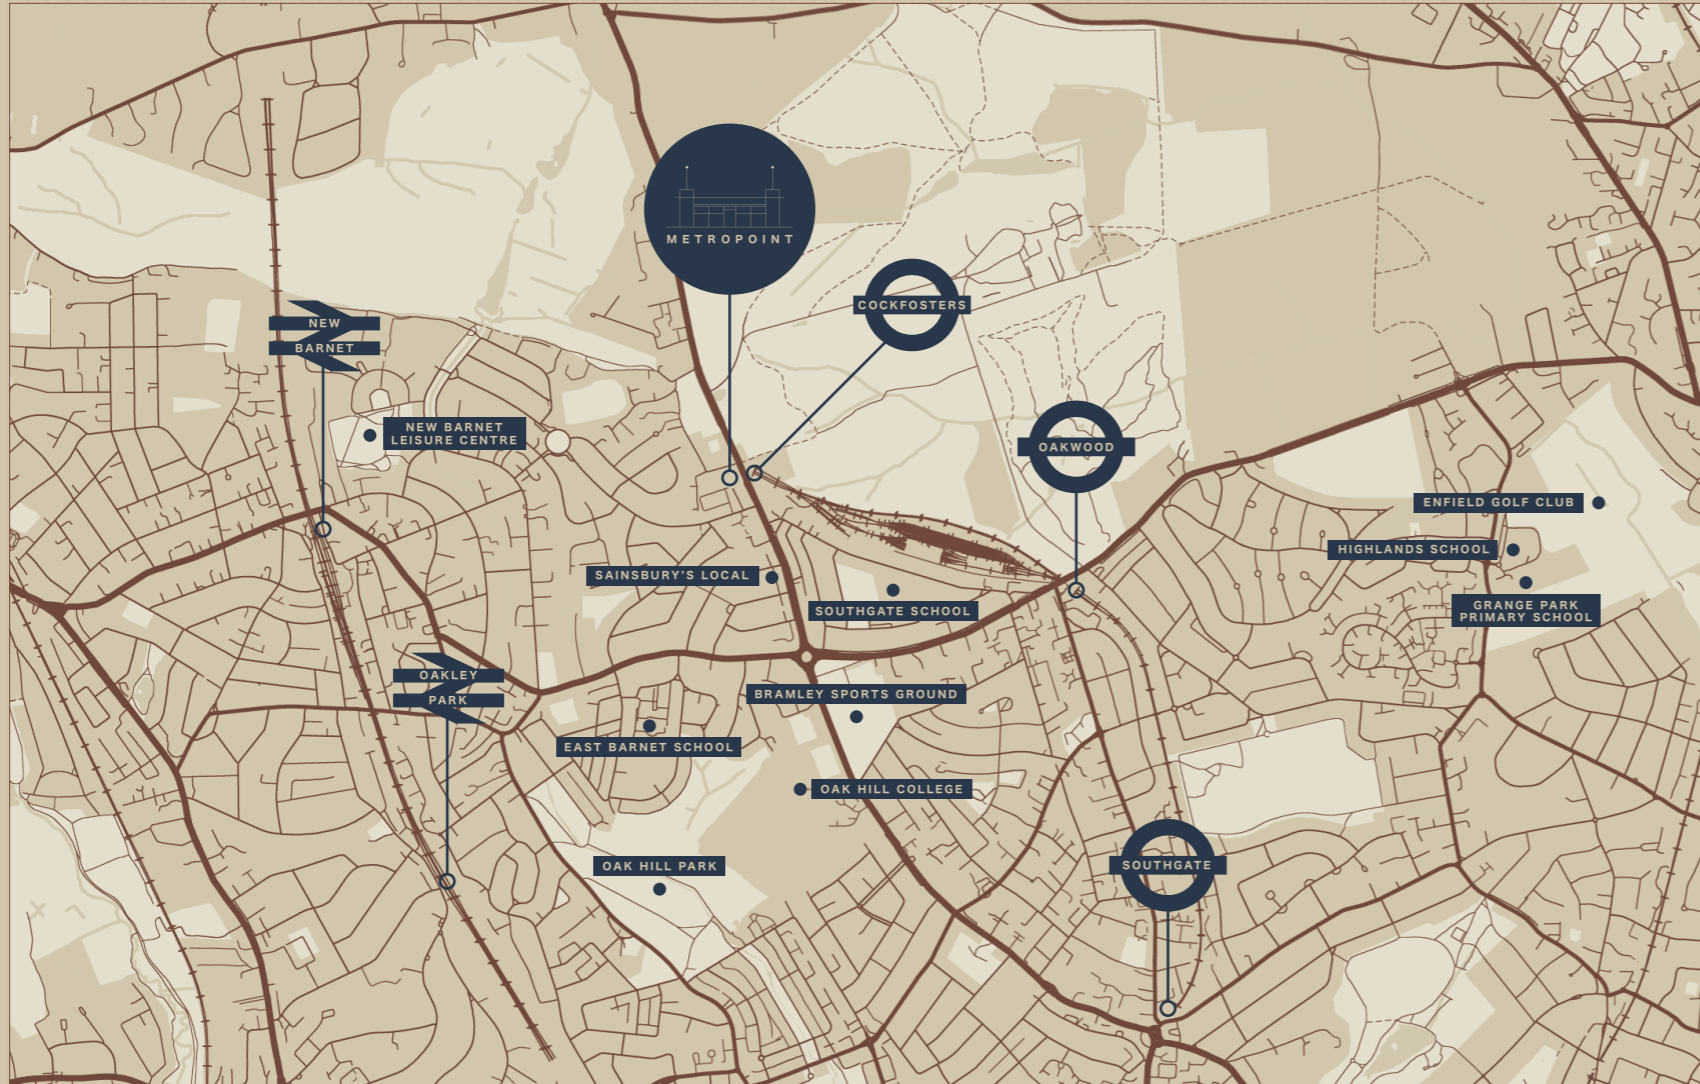 METROPOINT
COCKFOSTERS
NEW
BARNET
NEW BARNET
LEISURE CENTRE
OAKWOOD
ENFIELD GOLF CLUB
HIGHLANDS SCHOOL
SAINSBURY'S LOCAL
SOUTHGATE SCHOOL
GRANGE PARK
PRIMARY SCHOOL
OAKLEY
PARK
BRAMLEY SPORTS GROUND
EAST BARNET SCHOOL
OAK HILL COLLEGE
OAK HILL PARK
SOUTHGATE